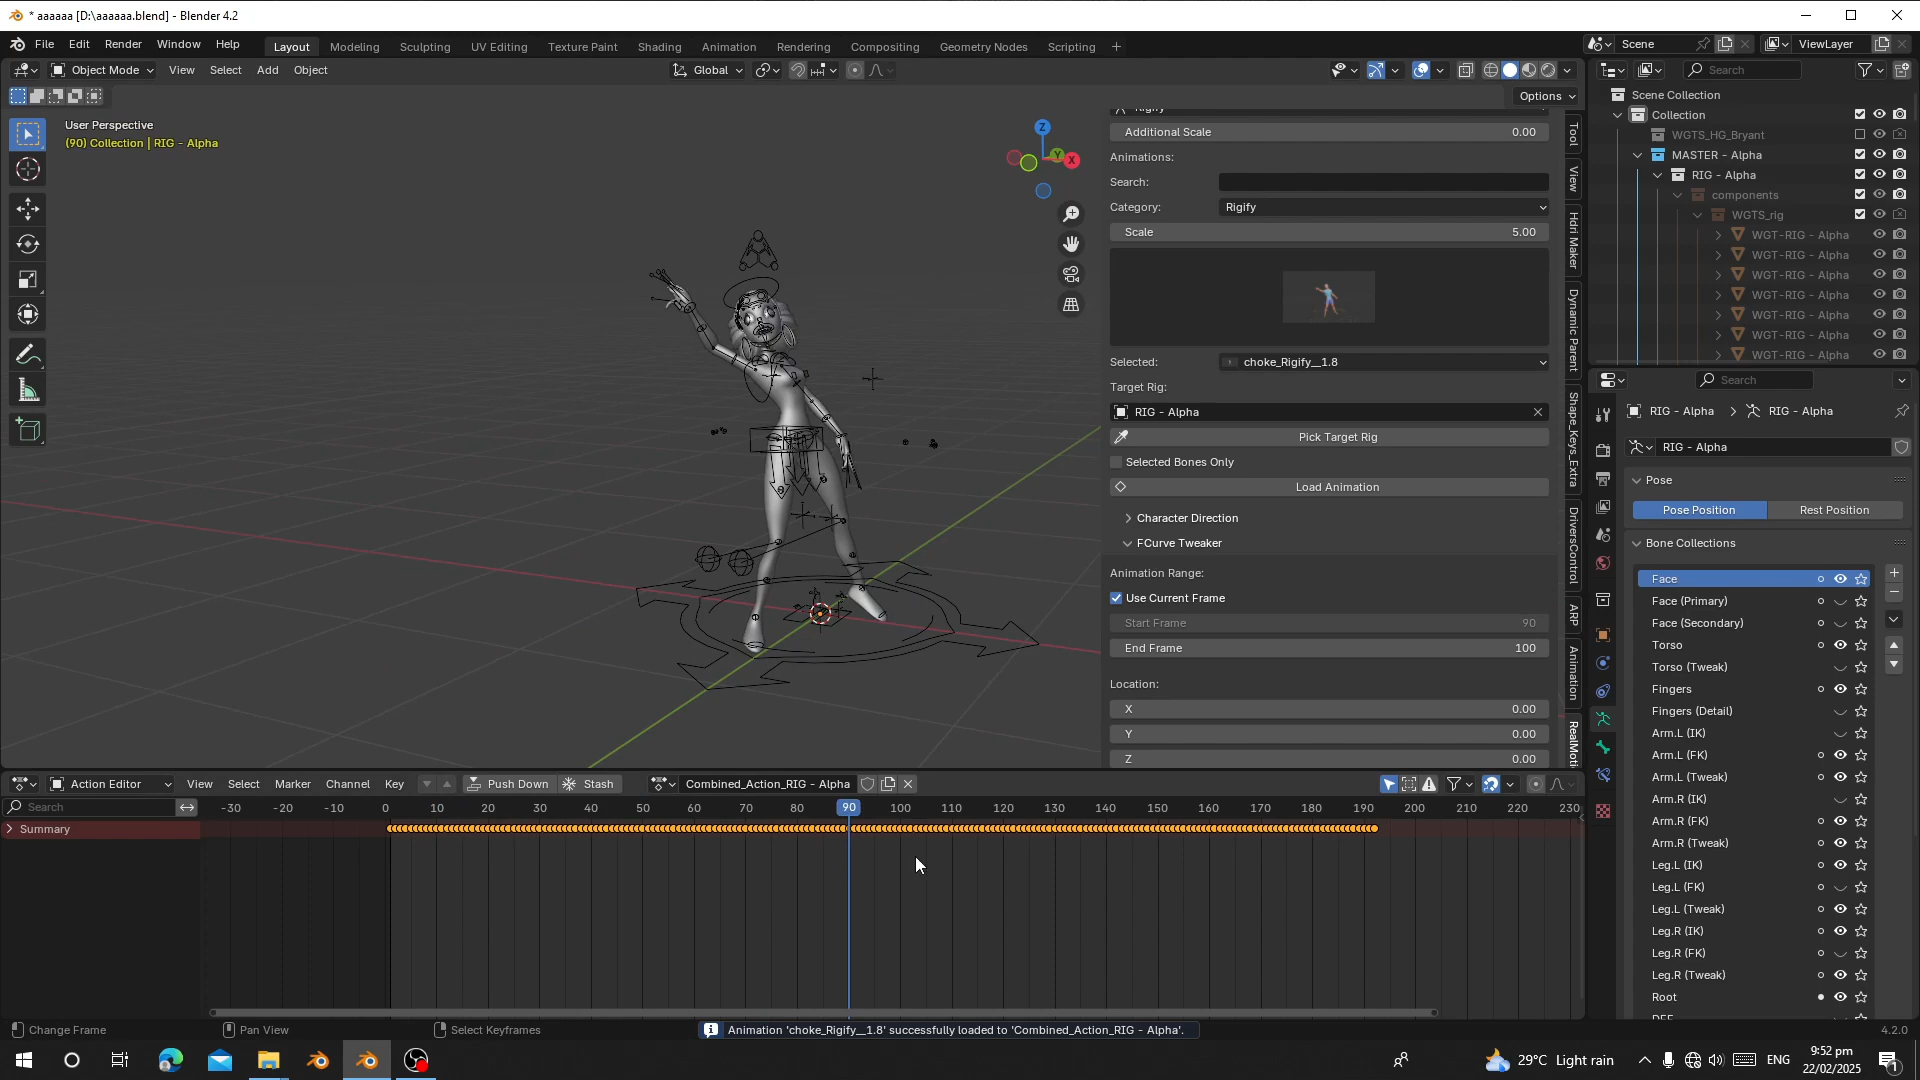 * aaaaaa [D:\aaaaaa.blend] - Blender 4.2
File Edit Render Window Help Layout Modeling Sculpting UV Editing Texture Paint Shading Animation Rendering Compositing Geometry Nodes Scripting + Scene ViewLayer
Object Mode View Select Add Object Global Search
Options
User Perspective
(90) Collection | RIG - Alpha
Z
Y
X
Additional Scale 0.00
Animations:
Search:
Category: Rigify
Scale 5.00
Selected: choke_Rigify__1.8
Target Rig:
RIG - Alpha
Pick Target Rig
Selected Bones Only
Load Animation
Character Direction
FCurve Tweaker
Animation Range:
Use Current Frame
Start Frame 90
End Frame 100
Location:
X 0.00
Y 0.00
Z 0.00
Tool
View
Hdri Maker
Dynamic Parent
Shape_Keys_Extra
DriversControl
ARP
Animation
RealMoti
Scene Collection
Collection
WGTS_HG_Bryant
MASTER - Alpha
RIG - Alpha
components
WGTS_rig
WGT-RIG - Alpha
WGT-RIG - Alpha
WGT-RIG - Alpha
WGT-RIG - Alpha
WGT-RIG - Alpha
WGT-RIG - Alpha
WGT-RIG - Alpha
Search
RIG - Alpha > RIG - Alpha
RIG - Alpha
Pose
Pose Position Rest Position
Bone Collections
Face
Face (Primary)
Face (Secondary)
Torso
Torso (Tweak)
Fingers
Fingers (Detail)
Arm.L (IK)
Arm.L (FK)
Arm.L (Tweak)
Arm.R (IK)
Arm.R (FK)
Arm.R (Tweak)
Leg.L (IK)
Leg.L (FK)
Leg.L (Tweak)
Leg.R (IK)
Leg.R (FK)
Leg.R (Tweak)
Root
Action Editor View Select Marker Channel Key Push Down Stash Combined_Action_RIG - Alpha
Search -30 -20 -10 0 10 20 30 40 50 60 70 80 90 100 110 120 130 140 150 160 170 180 190 200 210 220 230
Summary
Change Frame Pan View Select Keyframes Animation 'choke_Rigify__1.8' successfully loaded to 'Combined_Action_RIG - Alpha'. 4.2.0
29°C Light rain ENG 9:52 pm
22/02/2025
1